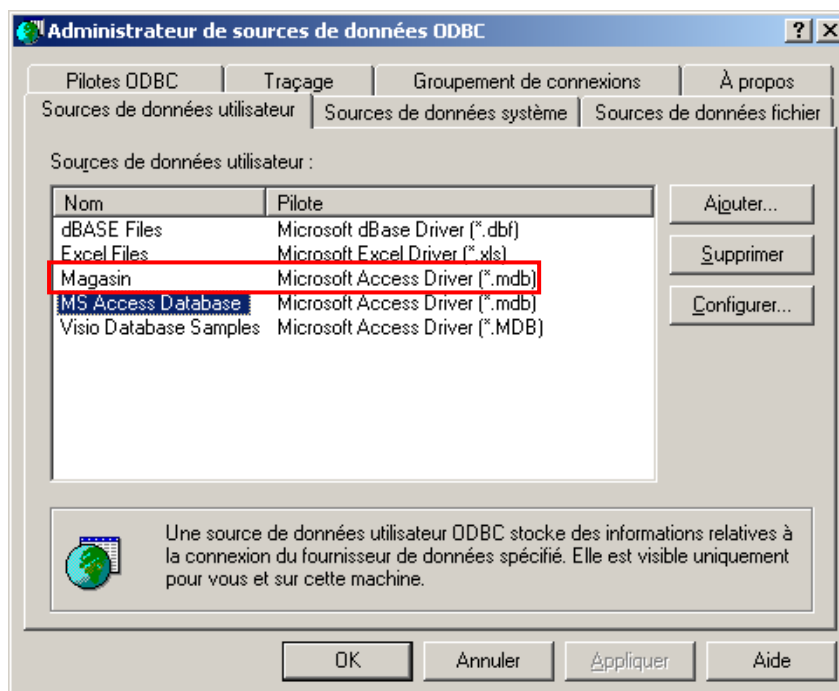 Administrateur de sources de données ODBC
Pilotes ODBC Traçage Groupement de connexions À propos
Sources de données utilisateur Sources de données système Sources de données fichier
Sources de données utilisateur :
Nom Pilote
dBASE Files Microsoft dBase Driver (*.dbf)
Excel Files Microsoft Excel Driver (*.xls)
Magasin Microsoft Access Driver (*.mdb)
MS Access Database Microsoft Access Driver (*.mdb)
Visio Database Samples Microsoft Access Driver (*.MDB)
Ajouter...
Supprimer
Configurer...
Une source de données utilisateur ODBC stocke des informations relatives à
la connexion du fournisseur de données spécifié. Elle est visible uniquement
pour vous et sur cette machine.
OK Annuler Appliquer Aide